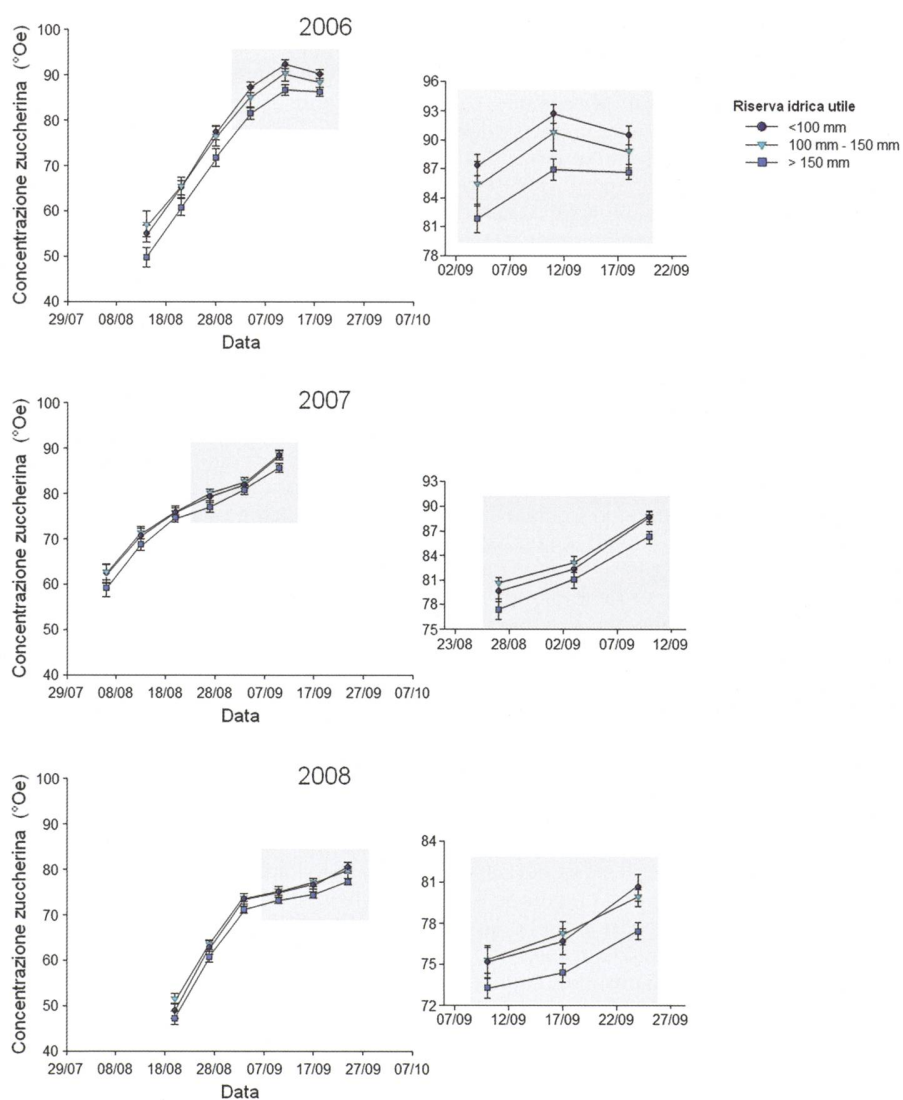 2006
Concentrazione zuccherina (°Oe)
100
90
80
70
60
50
40
29/07 08/08 18/08 28/08 07/09 17/09 27/09 07/10
Data
96
93
90
87
84
81
78
02/09 07/09 12/09 17/09 22/09
Riserva idrica utile
<100 mm
100 mm - 150 mm
> 150 mm
2007
Concentrazione zuccherina (°Oe)
100
90
80
70
60
50
40
29/07 08/08 18/08 28/08 07/09 17/09 27/09 07/10
Data
93
90
87
84
81
78
75
23/08 28/08 02/09 07/09 12/09
2008
Concentrazione zuccherina (°Oe)
100
90
80
70
60
50
40
29/07 08/08 18/08 28/08 07/09 17/09 27/09 07/10
Data
84
81
78
75
72
07/09 12/09 17/09 22/09 27/09